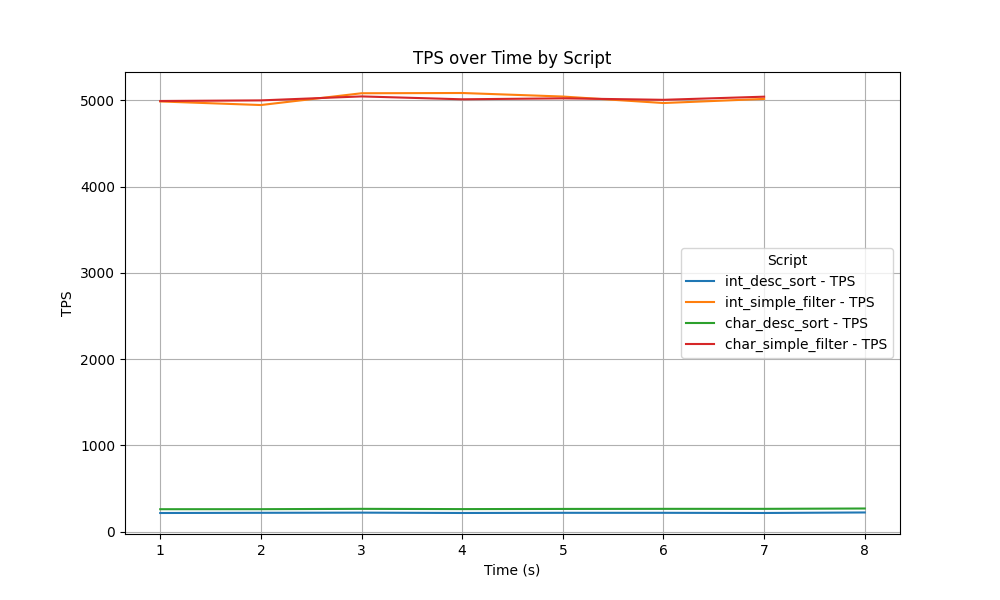 TPS over Time by Script
5000
4000
3000
2000
1000
0
TPS
Script
int_desc_sort - TPS
int_simple_filter - TPS
char_desc_sort - TPS
char_simple_filter - TPS
1 2 3 4 5 6 7 8
Time (s)